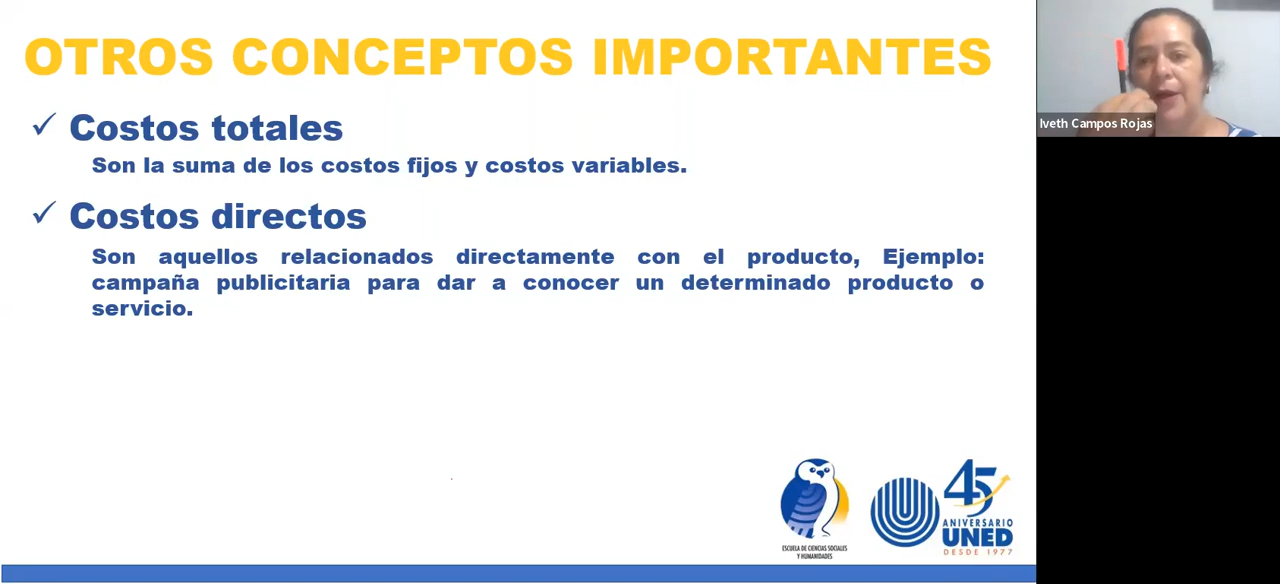 OTROS CONCEPTOS IMPORTANTES
✓ Costos totales
Son la suma de los costos fijos y costos variables.
✓ Costos directos
Son aquellos relacionados directamente con el producto, Ejemplo:
campaña publicitaria para dar a conocer un determinado producto o
servicio.
Iveth Campos Rojas
ESCUELA DE CIENCIAS SOCIALES
Y HUMANIDADES
45
ANIVERSARIO
UNED
DESDE 1977